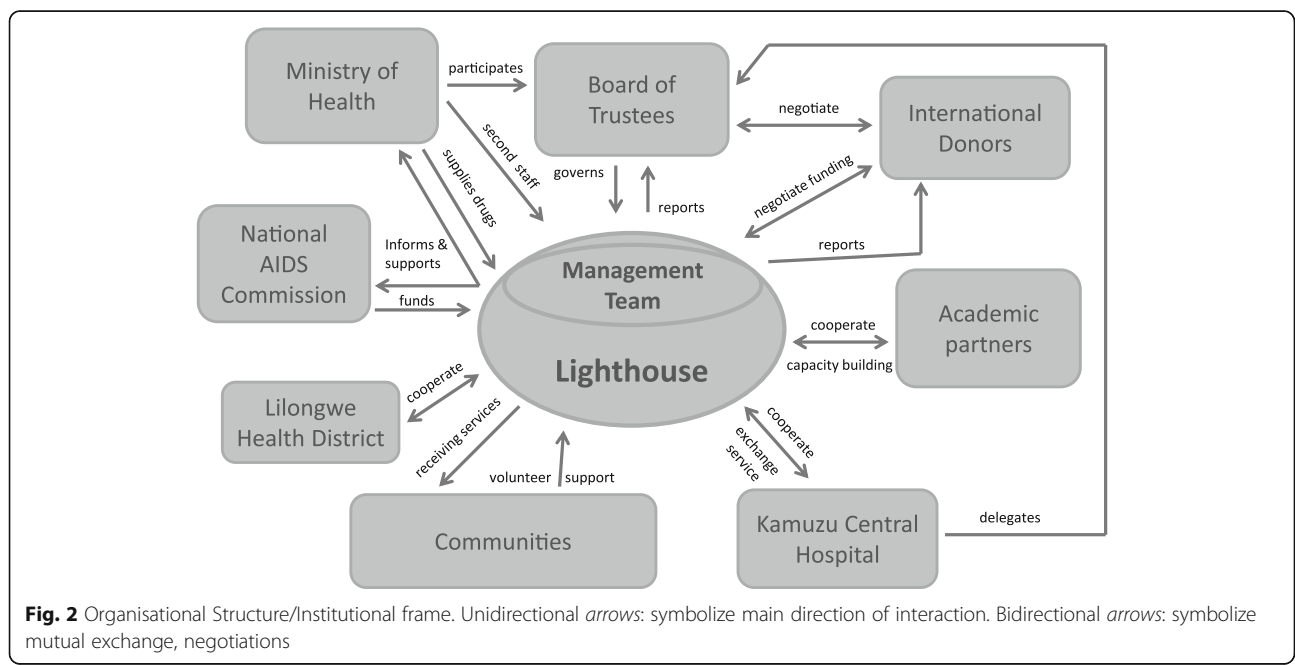 Ministry of
Health
participates
Board of
Trustees
negotiate
International
Donors
second staff
supplies drugs
governs
reports
negotiate funding
reports
National
AIDS
Commission
Informs &
supports
funds
Management
Team
Lighthouse
cooperate
capacity building
Academic
partners
cooperate
Lilongwe
Health District
receiving services
volunteer support
cooperate
exchange
service
Communities
Kamuzu Central
Hospital
delegates
Fig. 2 Organisational Structure/Institutional frame. Unidirectional arrows: symbolize main direction of interaction. Bidirectional arrows: symbolize
mutual exchange, negotiations